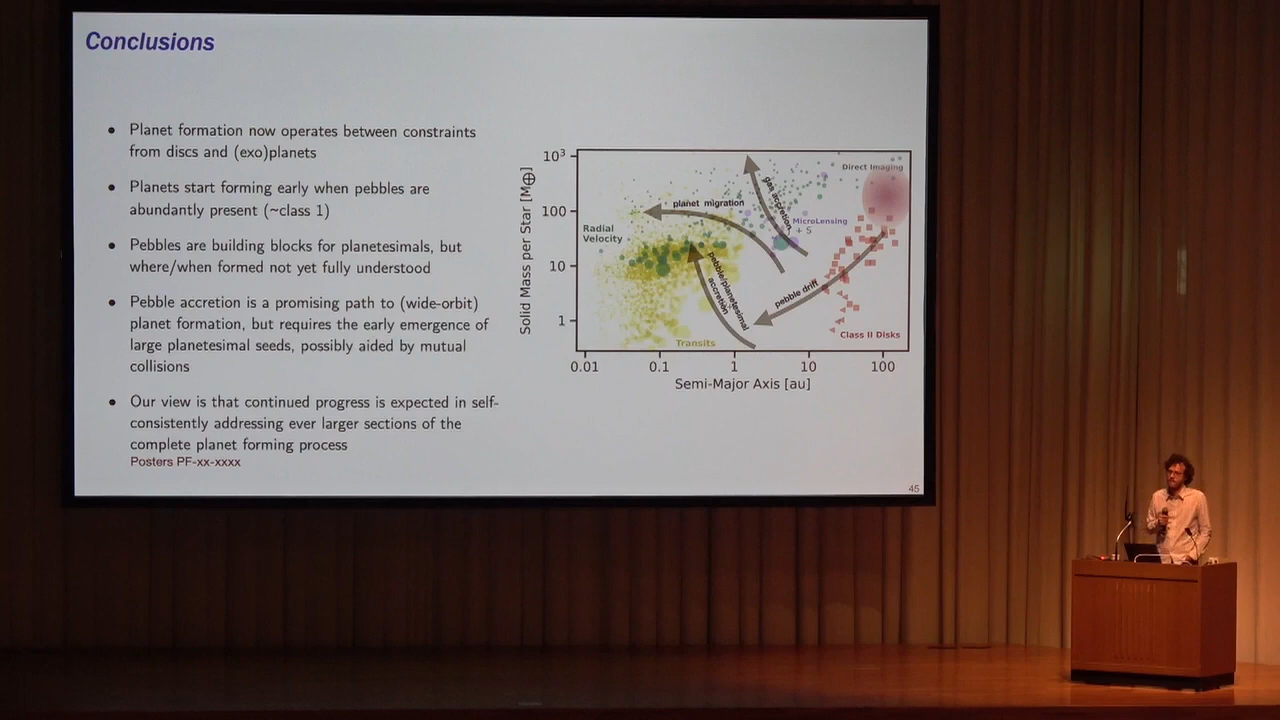 Conclusions
● Planet formation now operates between constraints
from discs and (exo)planets
● Planets start forming early when pebbles are
abundantly present (~class 1)
● Pebbles are building blocks for planetesimals, but
where/when formed not yet fully understood
● Pebble accretion is a promising path to (wide-orbit)
planet formation, but requires the early emergence of
large planetesimal seeds, possibly aided by mutual
collisions
● Our view is that continued progress is expected in self-
consistently addressing ever larger sections of the
complete planet forming process
Posters PF-xx-xxxx
Solid Mass per Star [M⊕]
10³
100
10
1
Direct Imaging
gas accretion
planet migration
MicroLensing
J + S
Radial
Velocity
pebble/planetesimal
accretion
pebble drift
Transits
Class II Disks
0.01 0.1 1 10 100
Semi-Major Axis [au]
45